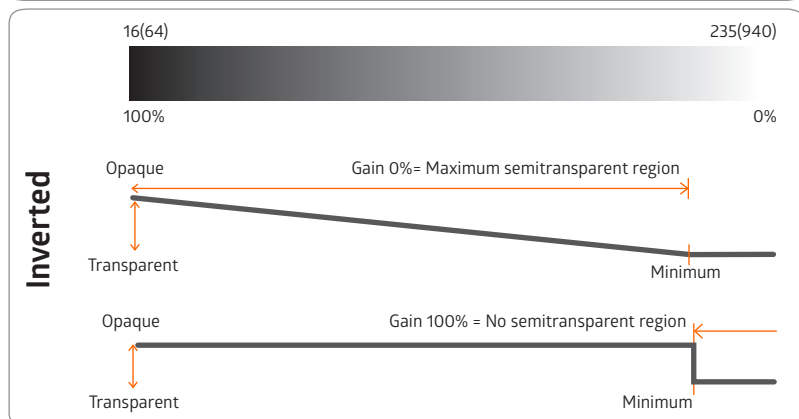 16(64) 235(940)
100% 0%
Inverted
Opaque Gain 0%= Maximum semitransparent region
Transparent Minimum
Opaque Gain 100% = No semitransparent region
Transparent Minimum